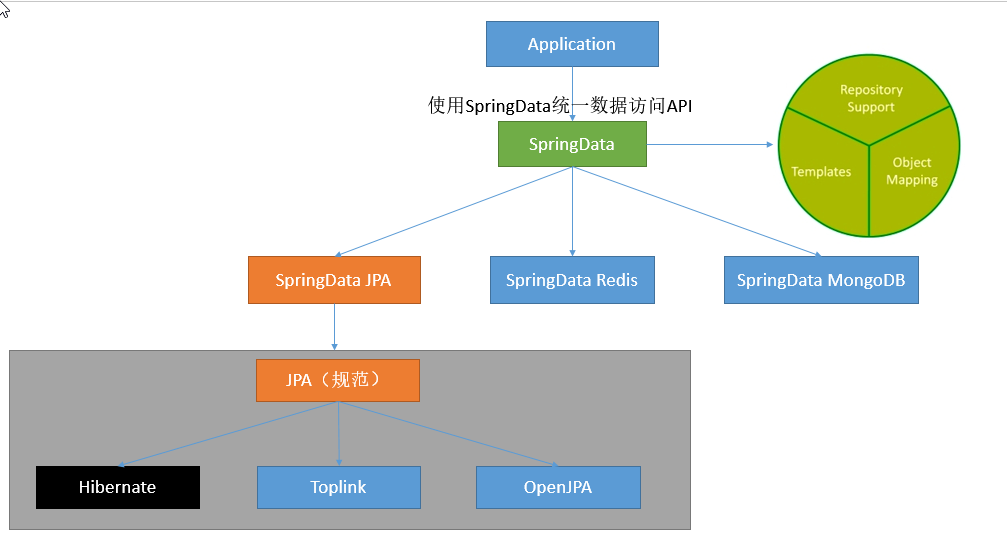 Application
使用SpringData统一数据访问API
SpringData
Repository
Support
Templates
Object
Mapping
SpringData JPA
SpringData Redis
SpringData MongoDB
JPA（规范）
Hibernate
Toplink
OpenJPA